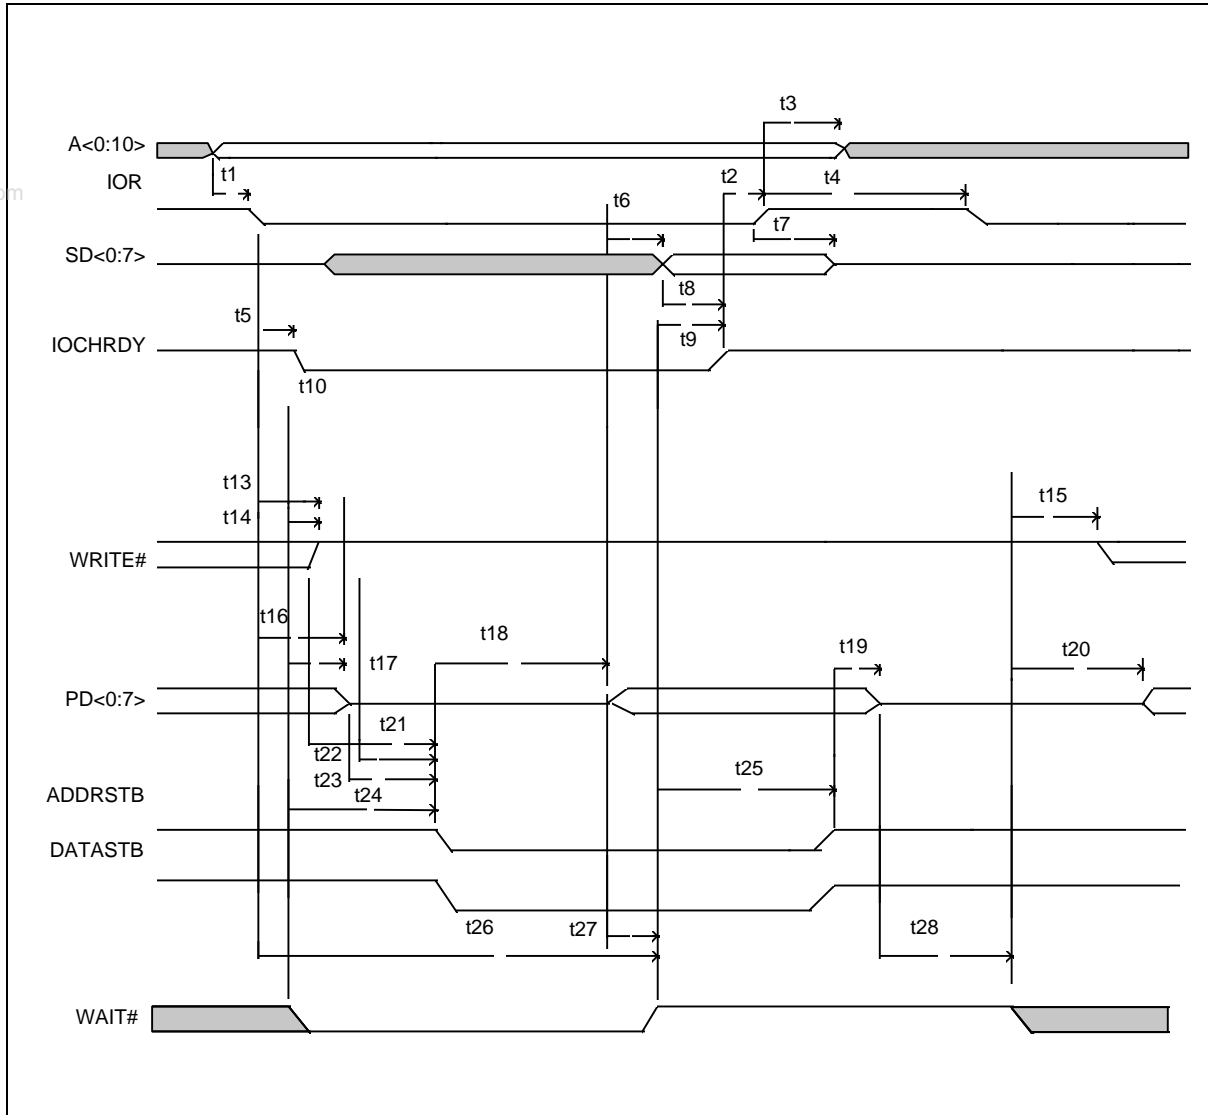 t3
A<0:10>
t1
t2
t4
IOR
om
t6
t7
SD<0:7>
t8
t5
t9
IOCHRDY
t10
t13
t15
t14
WRITE#
t16
t18
t19
t20
t17
PD<0:7>
t21
t22
t23
t25
t24
ADDRSTB
DATASTB
t26
t27
t28
WAIT#